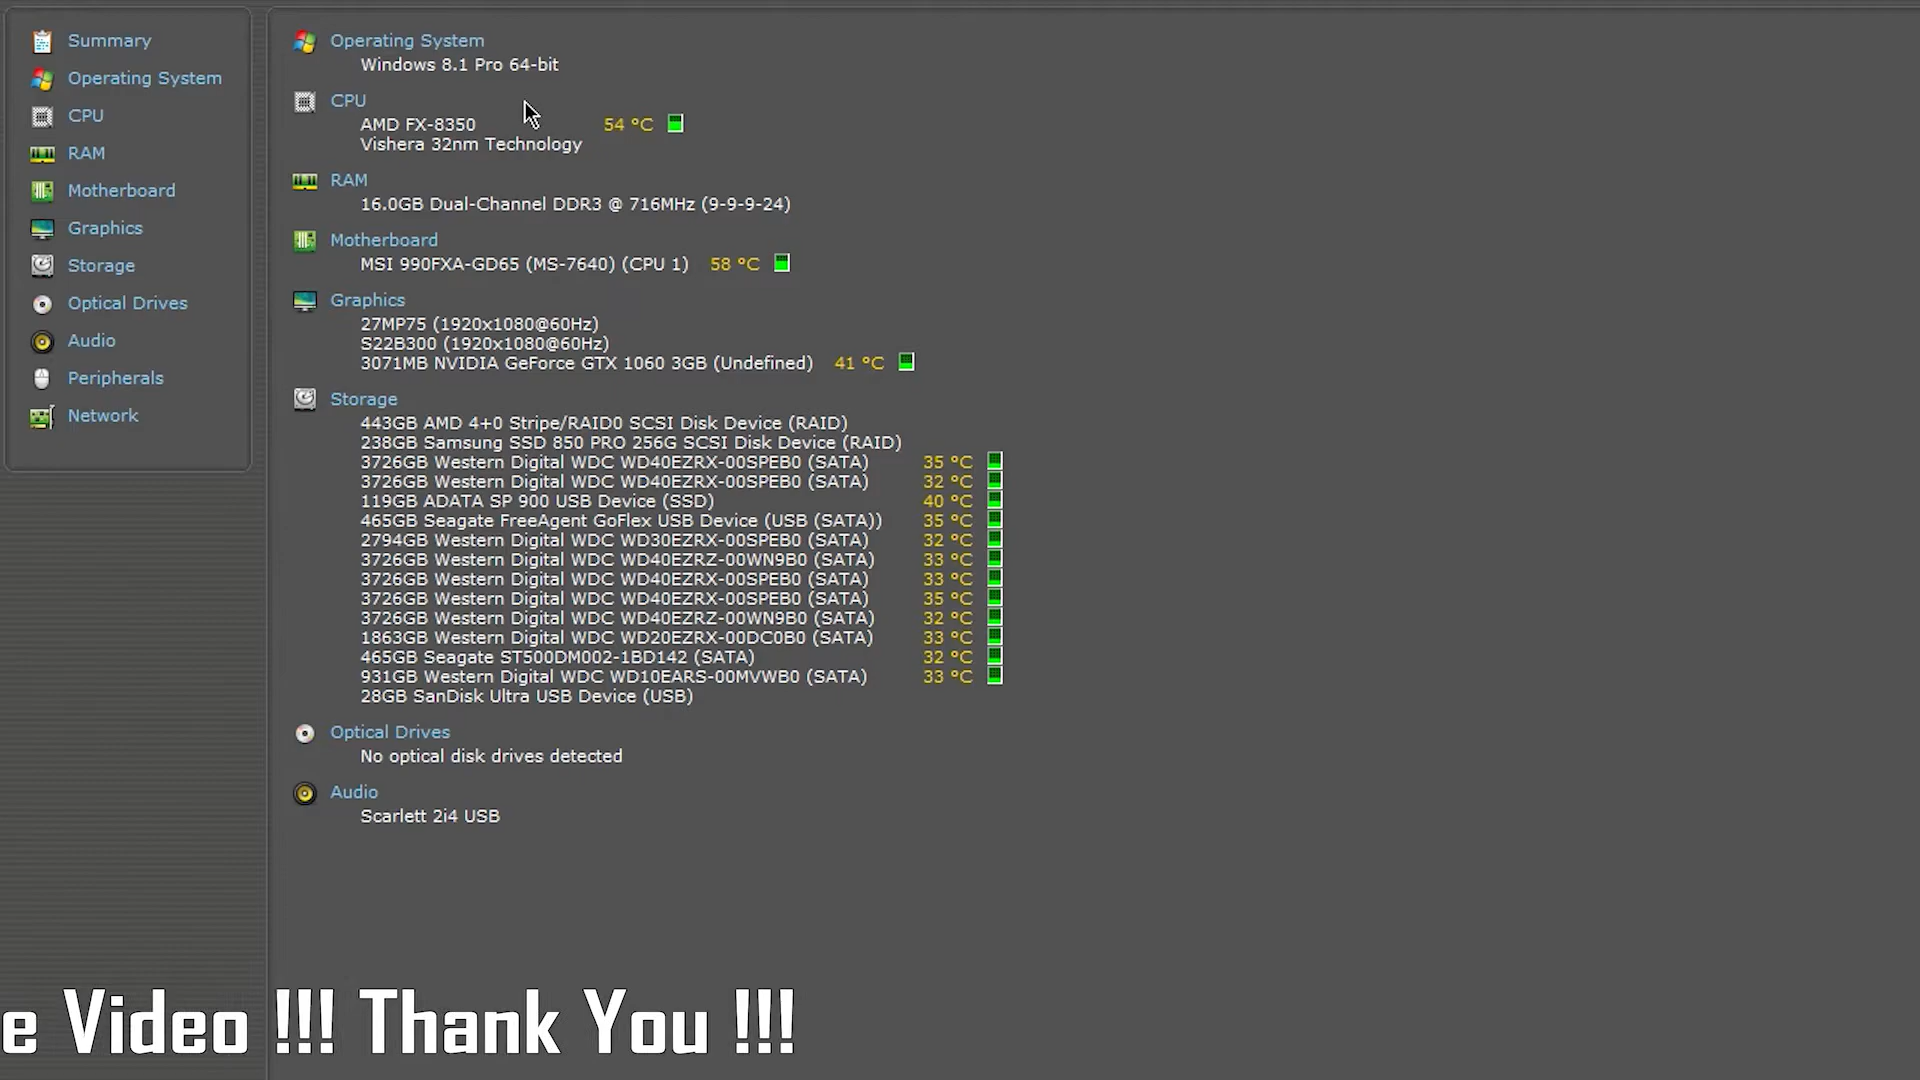 Summary
Operating System
CPU
RAM
Motherboard
Graphics
Storage
Optical Drives
Audio
Peripherals
Network
Operating System
Windows 8.1 Pro 64-bit
CPU
AMD FX-8350 54 °C
Vishera 32nm Technology
RAM
16.0GB Dual-Channel DDR3 @ 716MHz (9-9-9-24)
Motherboard
MSI 990FXA-GD65 (MS-7640) (CPU 1) 58 °C
Graphics
27MP75 (1920x1080@60Hz)
S22B300 (1920x1080@60Hz)
3071MB NVIDIA GeForce GTX 1060 3GB (Undefined) 41 °C
Storage
443GB AMD 4+0 Stripe/RAID0 SCSI Disk Device (RAID)
238GB Samsung SSD 850 PRO 256G SCSI Disk Device (RAID)
3726GB Western Digital WDC WD40EZRX-00SPEB0 (SATA) 35 °C
3726GB Western Digital WDC WD40EZRX-00SPEB0 (SATA) 32 °C
119GB ADATA SP 900 USB Device (SSD) 40 °C
465GB Seagate FreeAgent GoFlex USB Device (USB (SATA)) 35 °C
2794GB Western Digital WDC WD30EZRX-00SPEB0 (SATA) 32 °C
3726GB Western Digital WDC WD40EZRZ-00WN9B0 (SATA) 33 °C
3726GB Western Digital WDC WD40EZRX-00SPEB0 (SATA) 33 °C
3726GB Western Digital WDC WD40EZRX-00SPEB0 (SATA) 35 °C
3726GB Western Digital WDC WD40EZRZ-00WN9B0 (SATA) 32 °C
1863GB Western Digital WDC WD20EZRX-00DC0B0 (SATA) 33 °C
465GB Seagate ST500DM002-1BD142 (SATA) 32 °C
931GB Western Digital WDC WD10EARS-00MVWB0 (SATA) 33 °C
28GB SanDisk Ultra USB Device (USB)
Optical Drives
No optical disk drives detected
Audio
Scarlett 2i4 USB
e Video !!! Thank You !!!